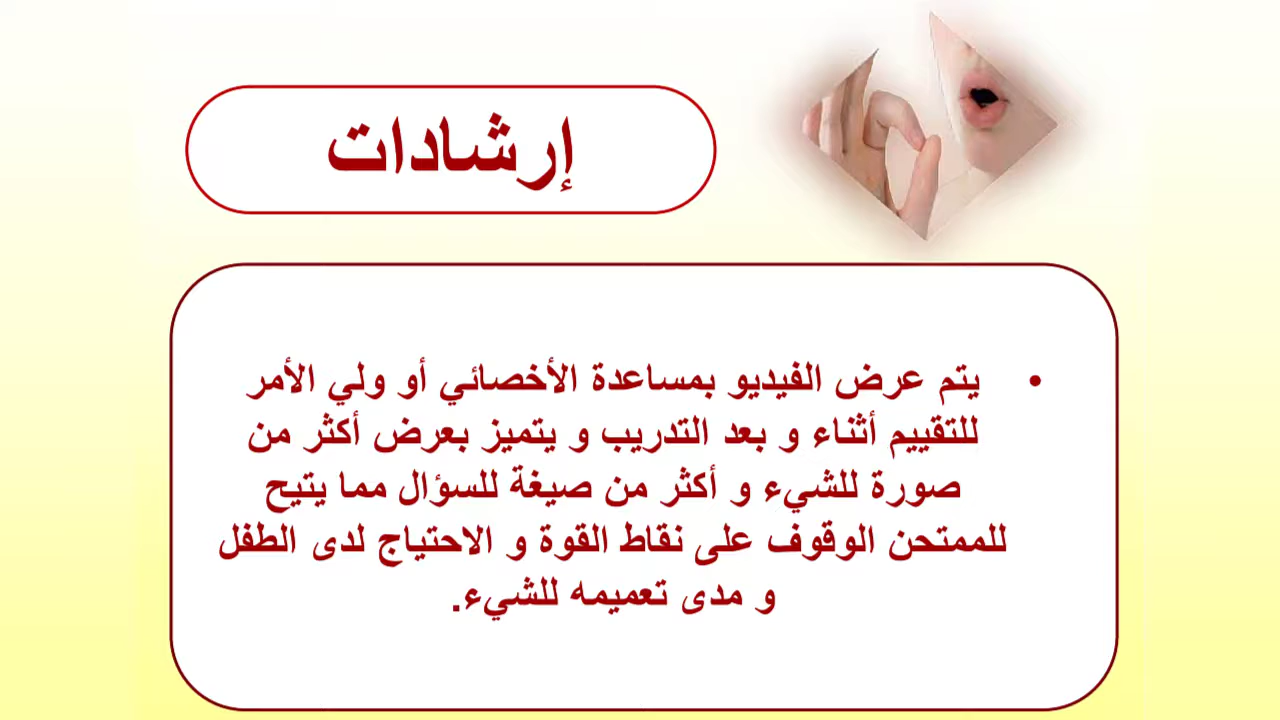 إرشادات
• يتم عرض الفيديو بمساعدة الأخصائي أو ولي الأمر
للتقييم أثناء و بعد التدريب و يتميز بعرض أكثر من
صورة للشيء و أكثر من صيغة للسؤال مما يتيح
للممتحن الوقوف على نقاط القوة و الاحتياج لدى الطفل
و مدى تعميمه للشيء.